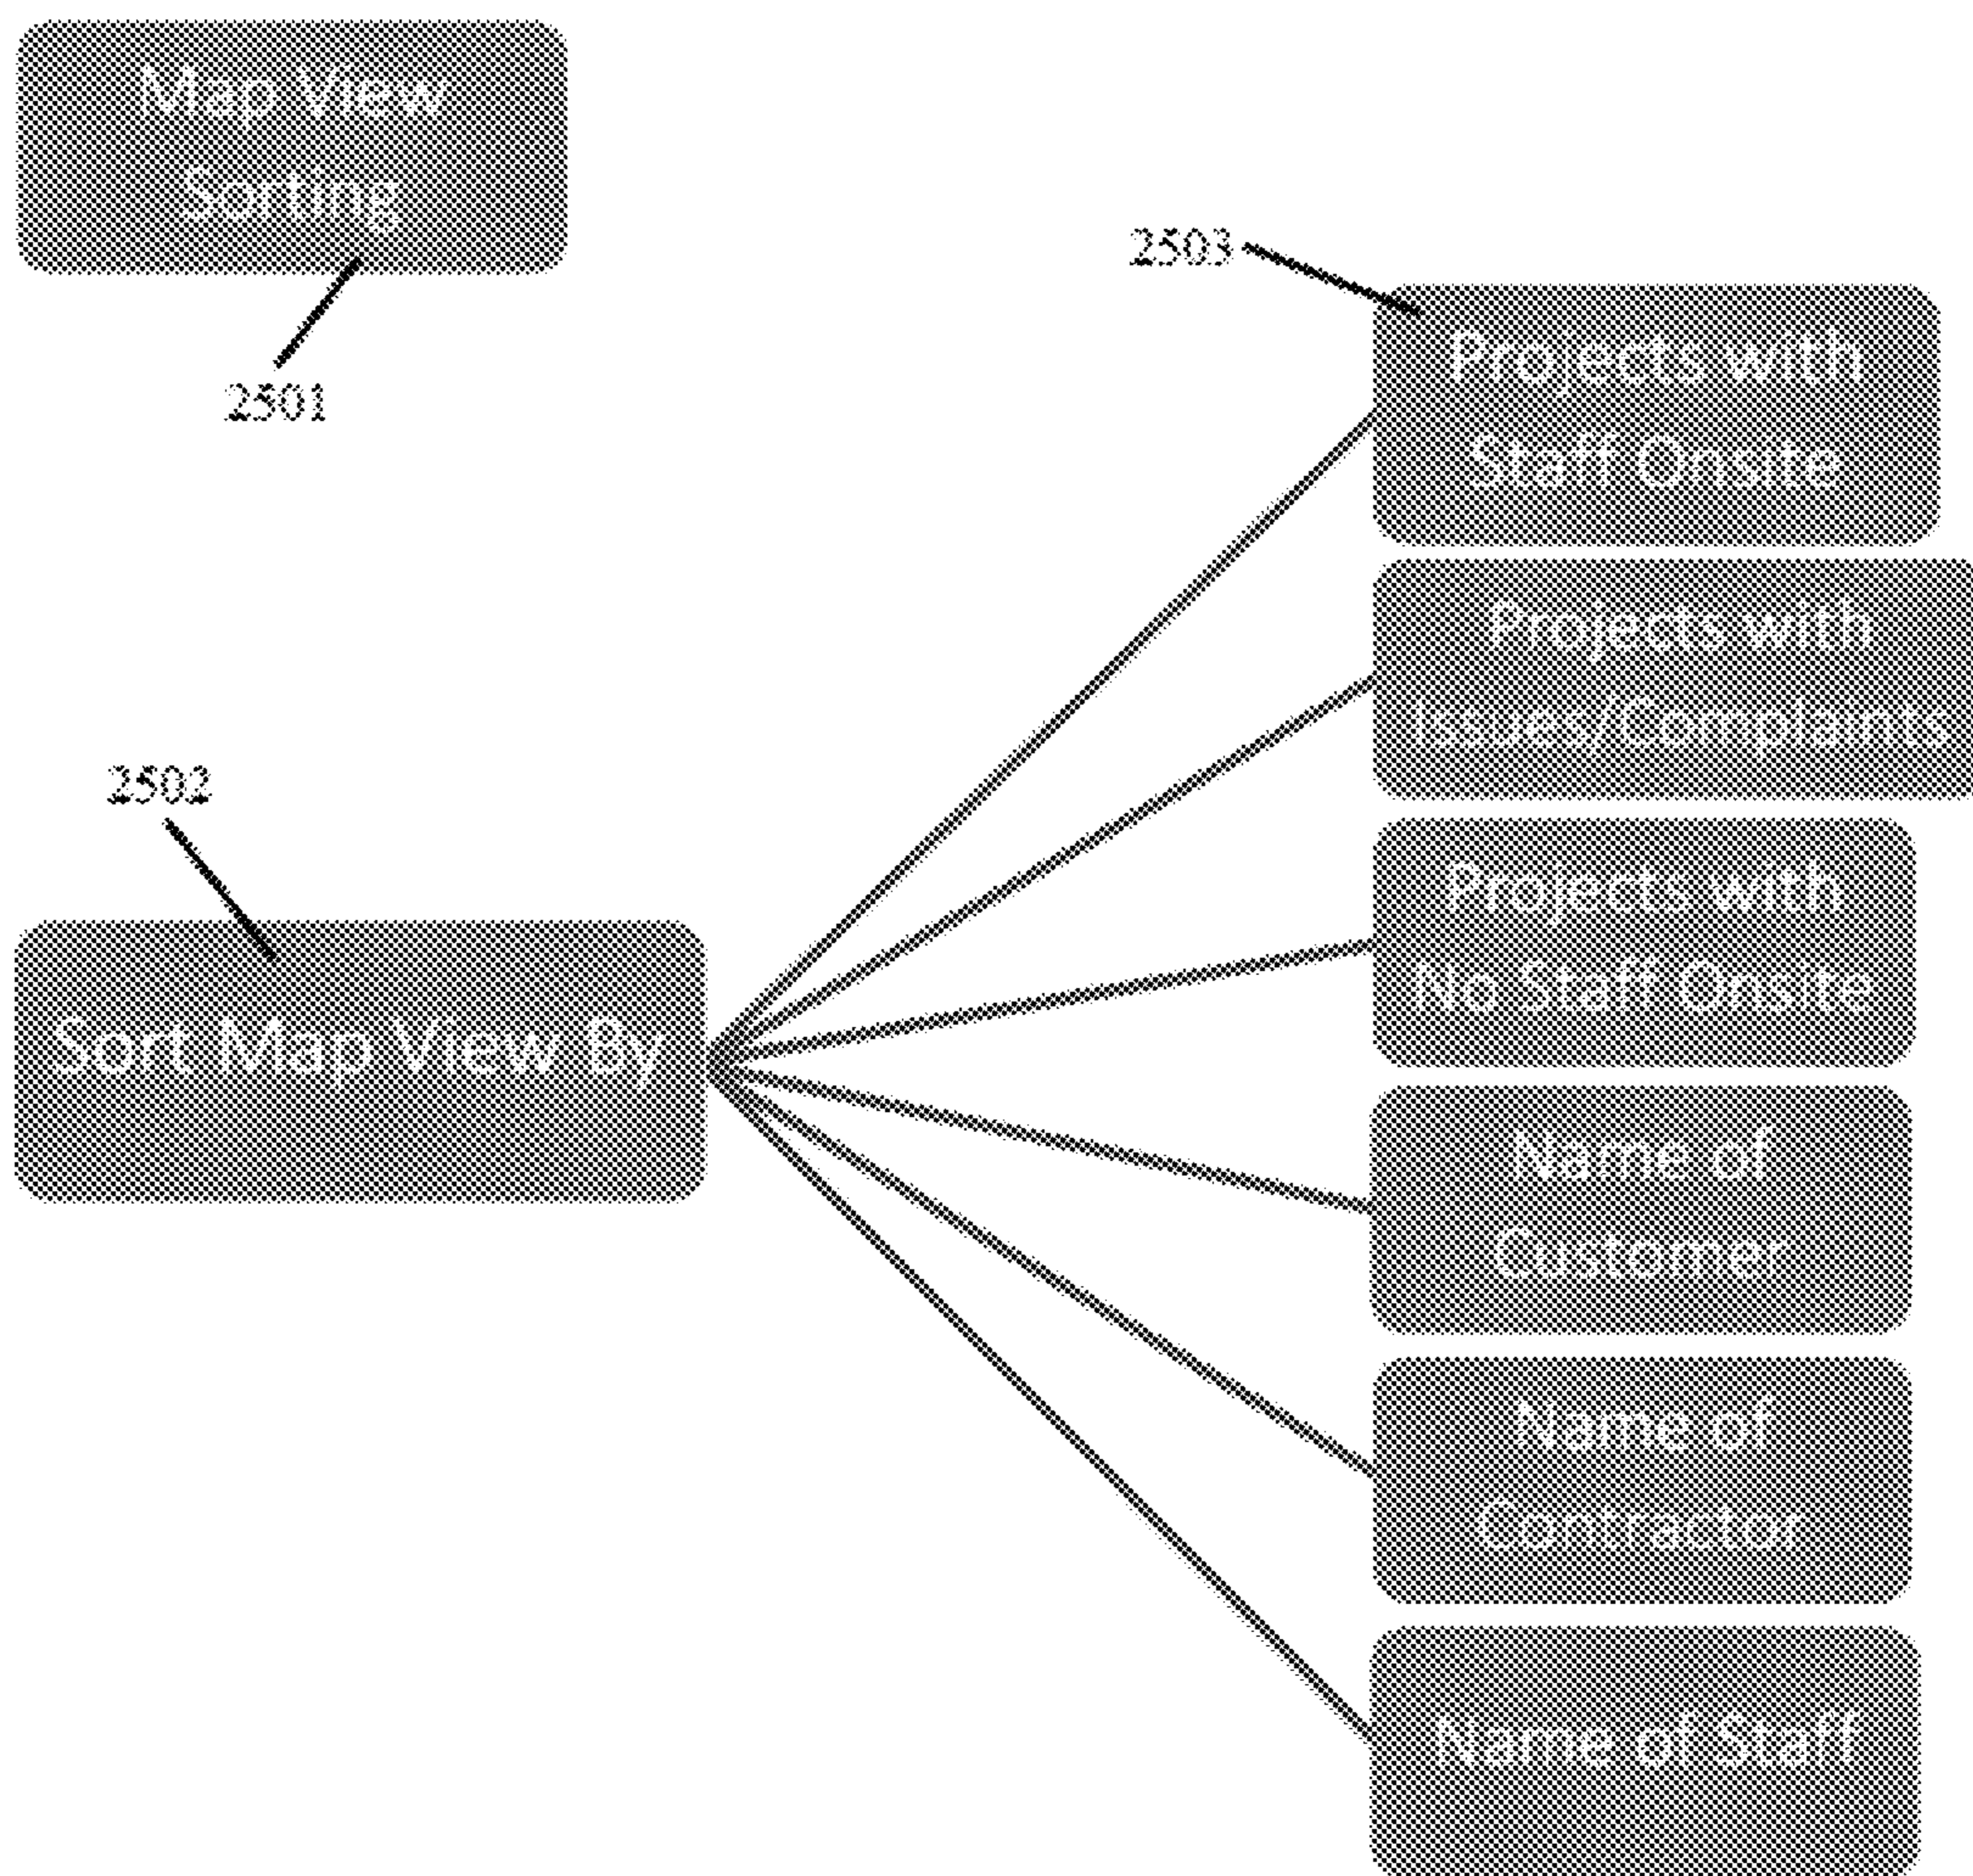 Map View
Sorting
2501
2503
Projects with
Staff Onsite
Projects with
Issues/Complaints
2502
Projects with
No Staff Onsite
Sort Map View By
Name of
Customer
Name of
Contractor
Name of Staff